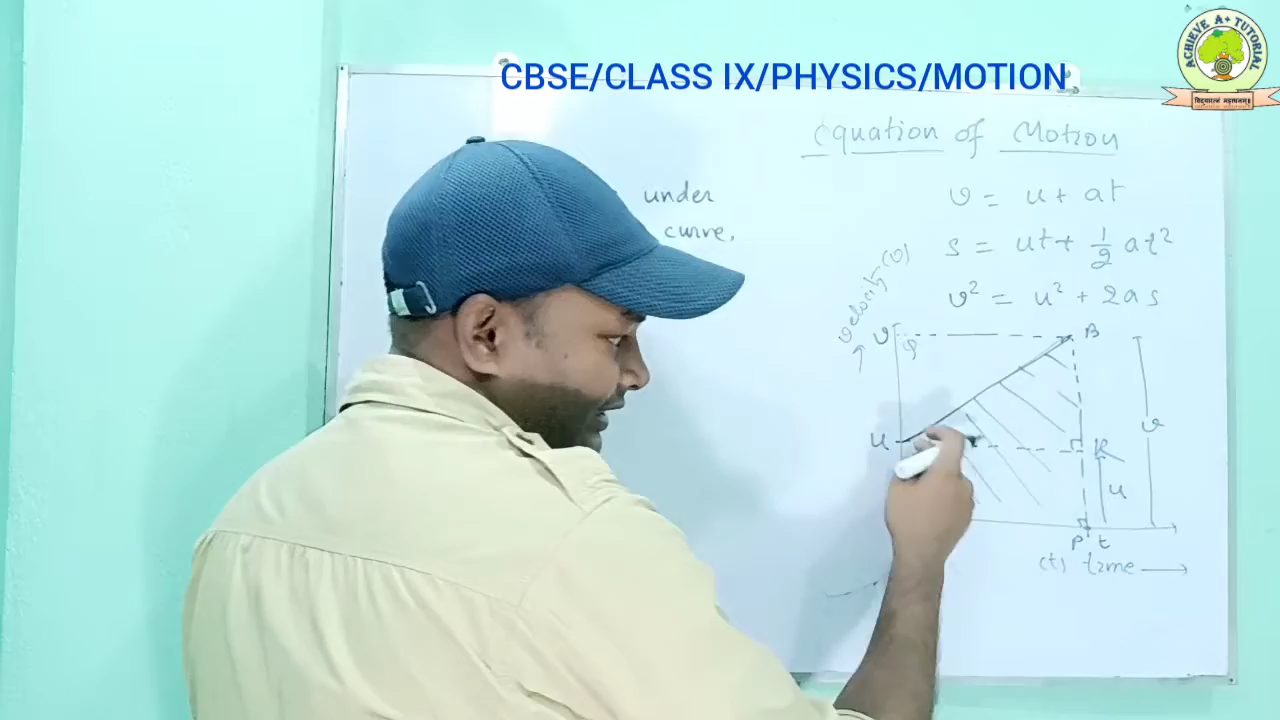 CBSE/CLASS IX/PHYSICS/MOTION
ACHIEVE A+ TUTORIAL
Equation of Motion
under
curve,
v = u + at
s = ut + 1/2 at²
v² = u² + 2as
velocity (v)
v
B
u
R
v
u
P
t
(t) time